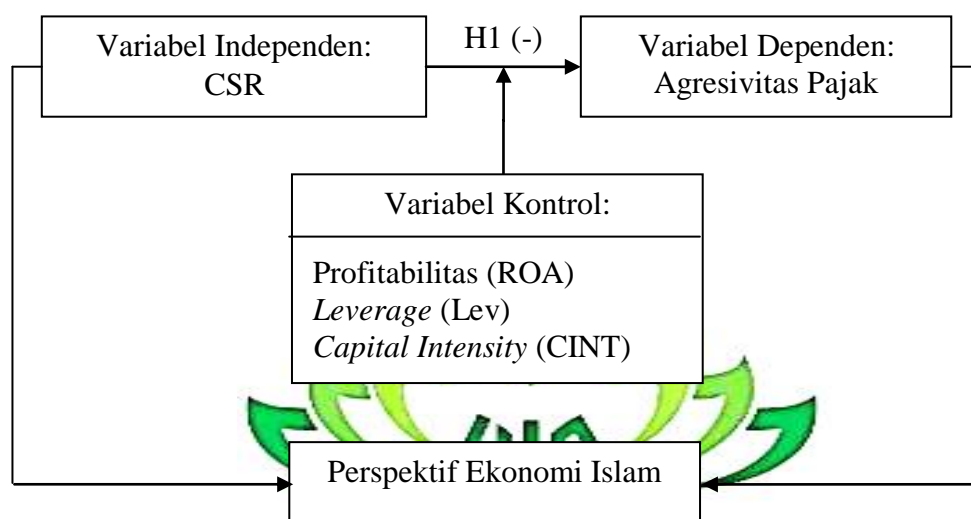 Variabel Independen:
CSR
H1 (-)
Variabel Dependen:
Agresivitas Pajak
Variabel Kontrol:
Profitabilitas (ROA)
Leverage (Lev)
Capital Intensity (CINT)
Perspektif Ekonomi Islam